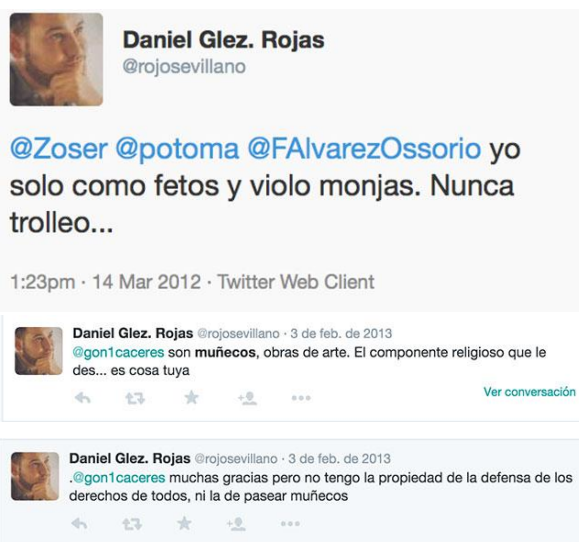 Daniel Glez. Rojas
@rojosevillano
@Zoser @potoma @FAlvarezOssorio yo
solo como fetos y violo monjas. Nunca
trolleo...
1:23pm · 14 Mar 2012 · Twitter Web Client
Daniel Glez. Rojas @rojosevillano · 3 de feb. de 2013
@gon1caceres son muñecos, obras de arte. El componente religioso que le
des... es cosa tuya
Ver conversación
Daniel Glez. Rojas @rojosevillano · 3 de feb. de 2013
.@gon1caceres muchas gracias pero no tengo la propiedad de la defensa de los
derechos de todos, ni la de pasear muñecos